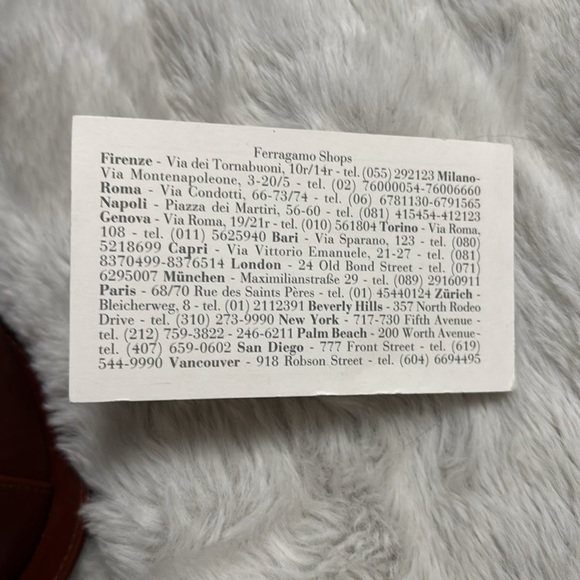 Ferragamo Shops
Firenze - Via dei Tornabuoni, 10r/14r - tel. (055) 292123 Milano-
Via Montenapoleone, 3-20/5 - tel. (02) 76000054-76006660
Roma - Via Condotti, 66-73/74 - tel. (06) 6781130-6791565
Napoli - Piazza dei Martiri, 56-60 - tel. (081) 415454-412123
Genova - Via Roma, 19/21r - tel. (010) 561804 Torino - Via Roma,
108 - tel. (011) 5625940 Bari - Via Sparano, 123 - tel. (080)
5218699 Capri - Via Vittorio Emanuele, 21-27 - tel. (081)
8370499-8376514 London - 24 Old Bond Street - tel. (071)
6295007 München - Maximilianstraße 29 - tel. (089) 29160911
Paris - 68/70 Rue des Saints Pères - tel. (01) 45440124 Zürich -
Bleicherweg, 8 - tel. (01) 2112391 Beverly Hills - 357 North Rodeo
Drive - tel. (310) 273-9990 New York - 717-730 Fifth Avenue -
tel. (212) 759-3822 - 246-6211 Palm Beach - 200 Worth Avenue-
tel. (407) 659-0602 San Diego - 777 Front Street - tel. (619)
544-9990 Vancouver - 918 Robson Street - tel. (604) 6694495